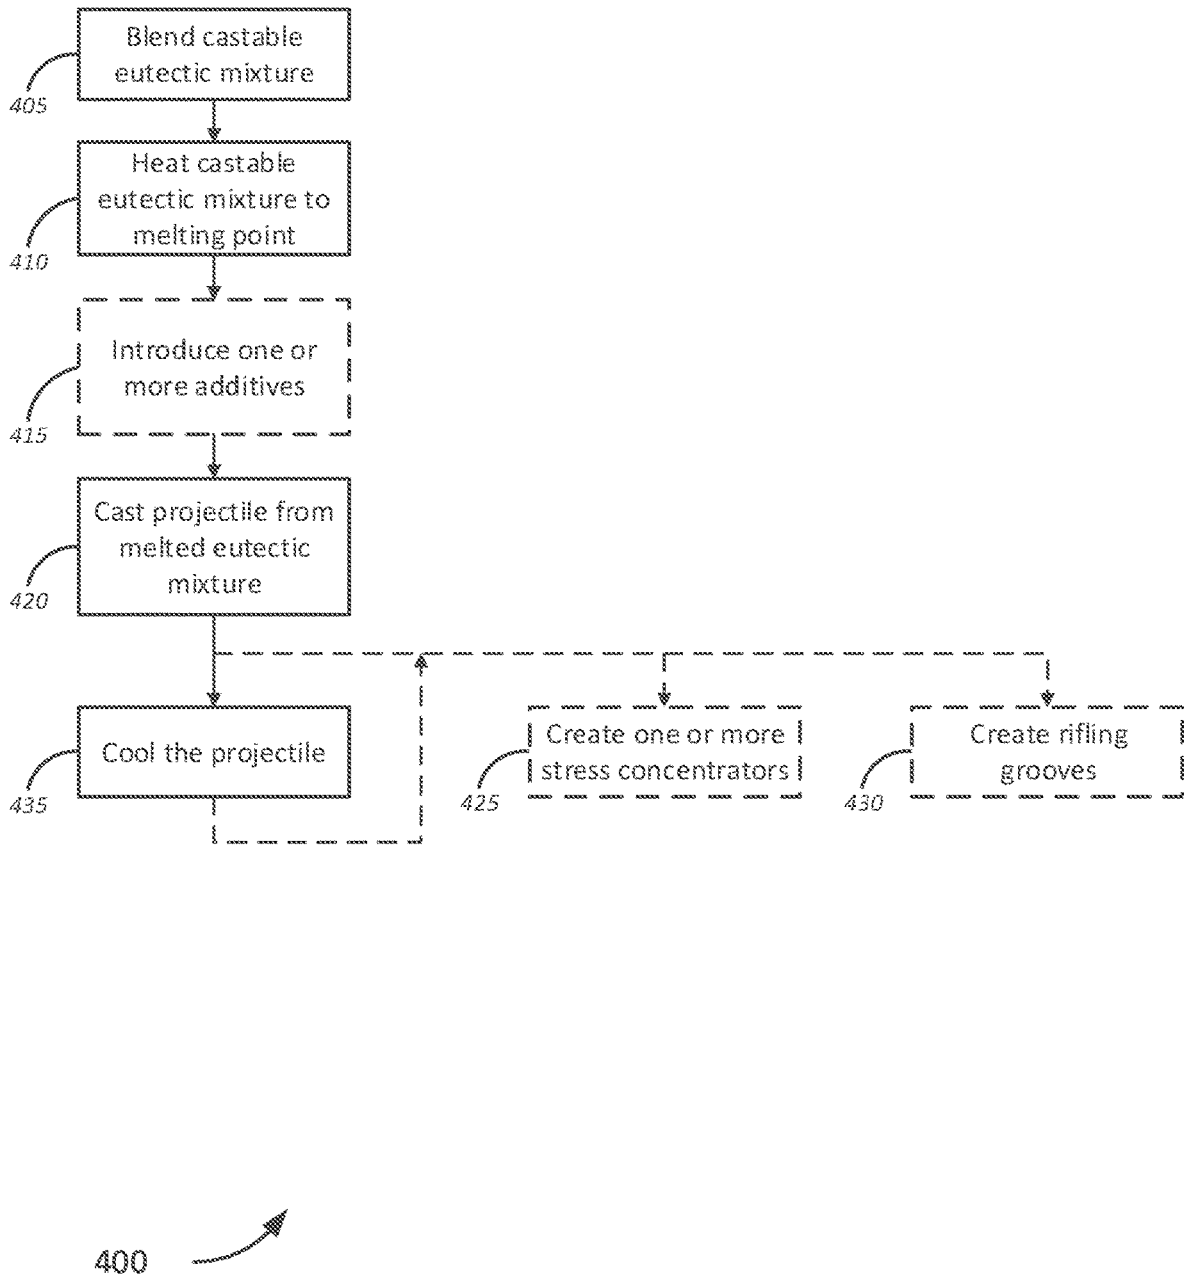 Blend castable
eutectic mixture
405
Heat castable
eutectic mixture to
melting point
410
Introduce one or
more additives
415
Cast projectile from
melted eutectic
mixture
420
Cool the projectile
435
Create one or more
stress concentrators
425
Create rifling
grooves
430
400